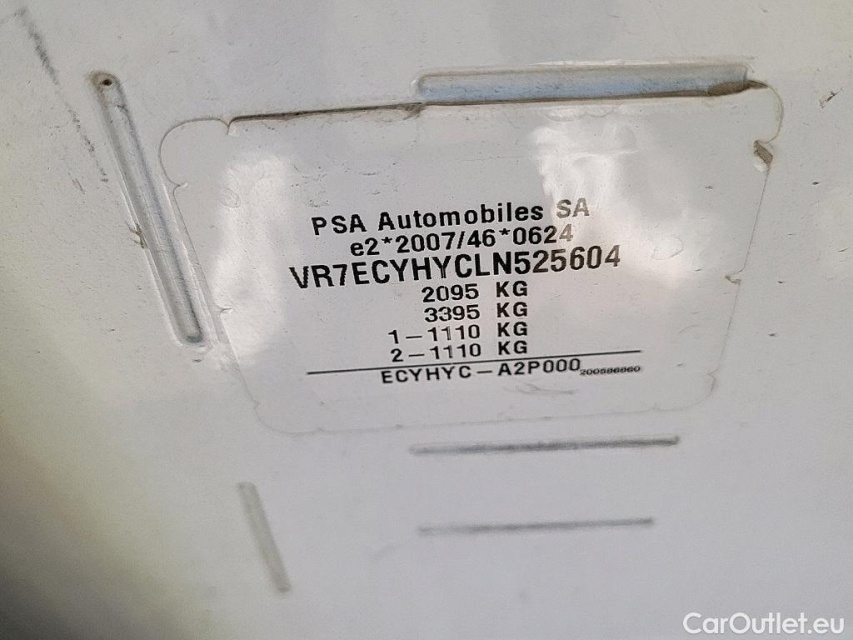 PSA Automobiles SA
e2*2007/46*0624
VR7ECYHYCLN525604
2095 KG
3395 KG
1-1110 KG
2-1110 KG
ECYHYC-A2P000
CarOutlet.eu